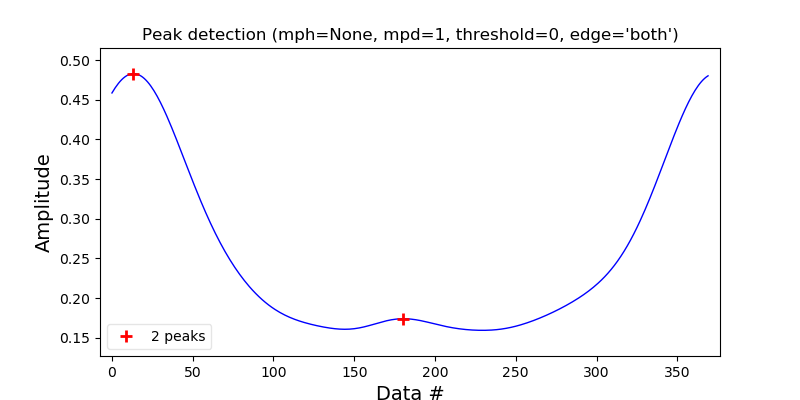 Peak detection (mph=None, mpd=1, threshold=0, edge='both')
0.50
0.45
0.40
0.35
0.30
0.25
0.20
0.15
Amplitude
2 peaks
0 50 100 150 200 250 300 350
Data #